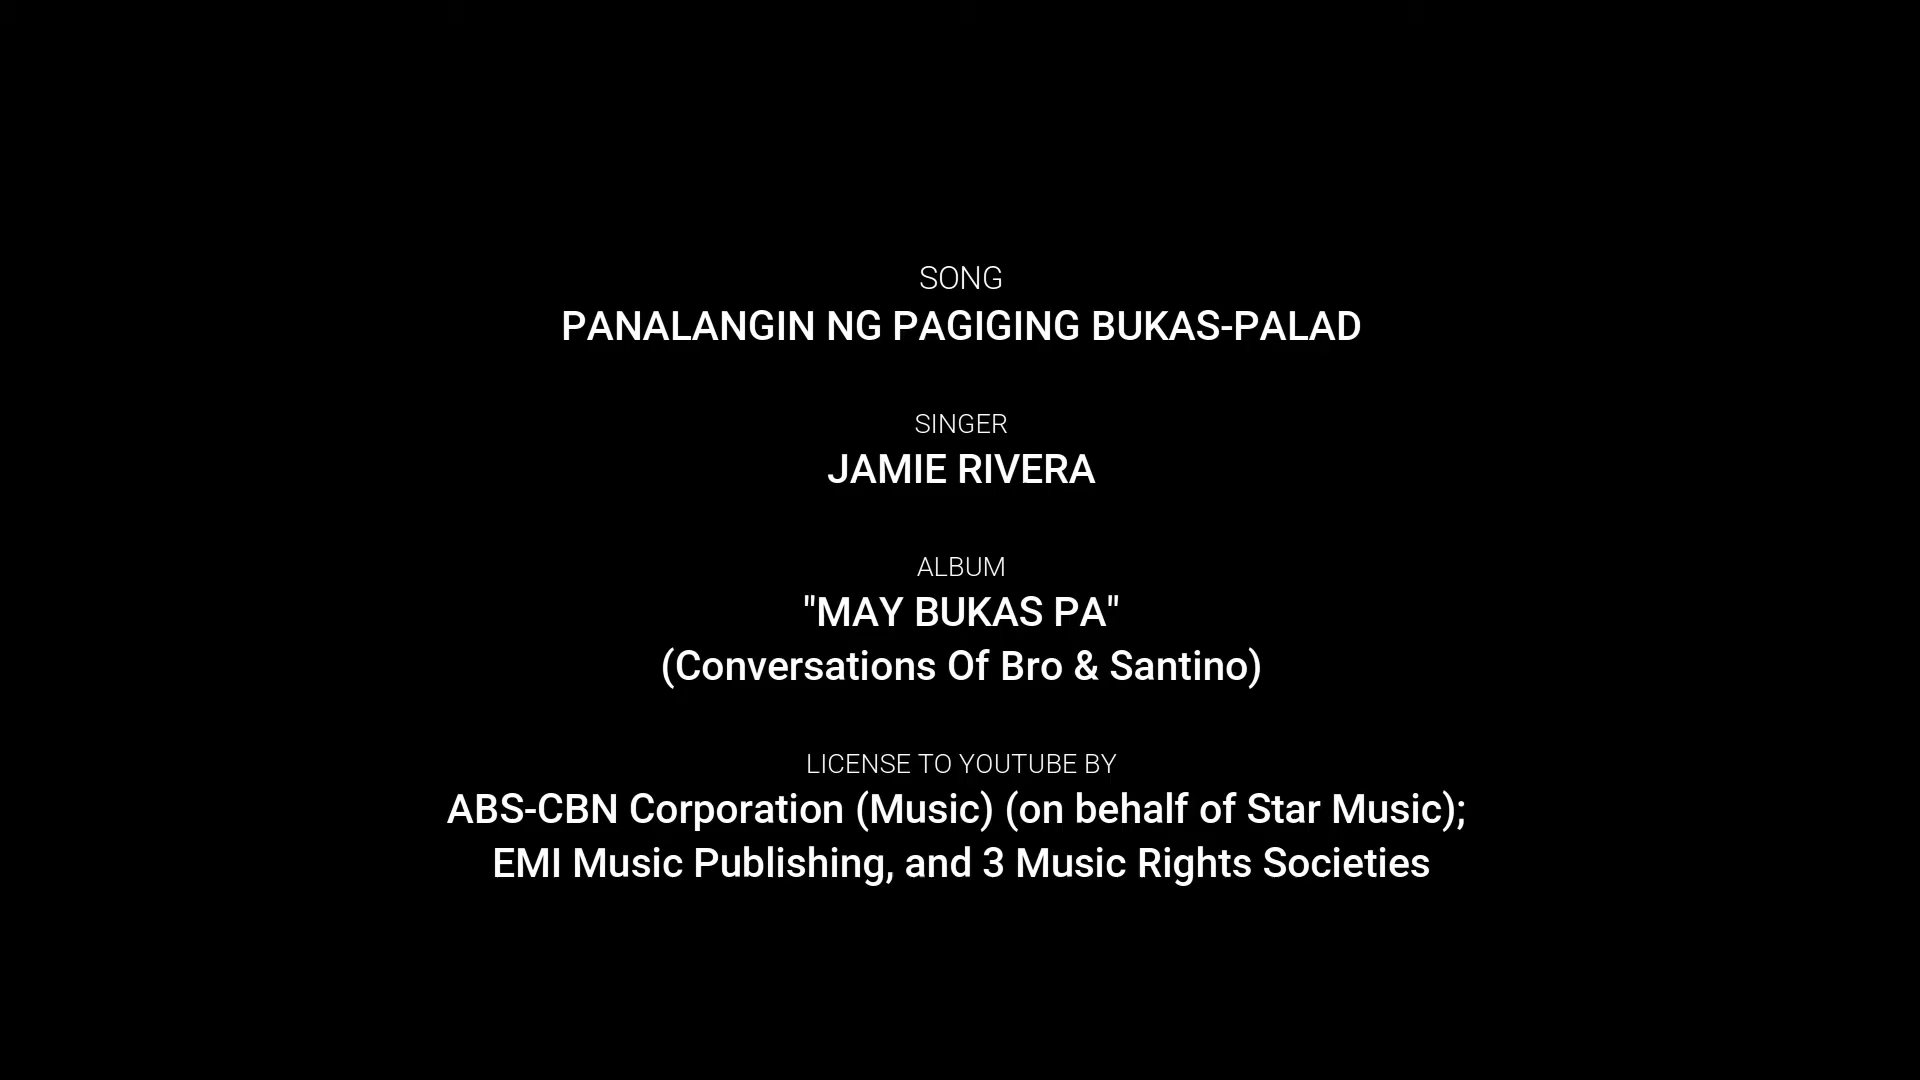 SONG
PANALANGIN NG PAGIGING BUKAS-PALAD
SINGER
JAMIE RIVERA
ALBUM
"MAY BUKAS PA"
(Conversations Of Bro & Santino)
LICENSE TO YOUTUBE BY
ABS-CBN Corporation (Music) (on behalf of Star Music);
EMI Music Publishing, and 3 Music Rights Societies